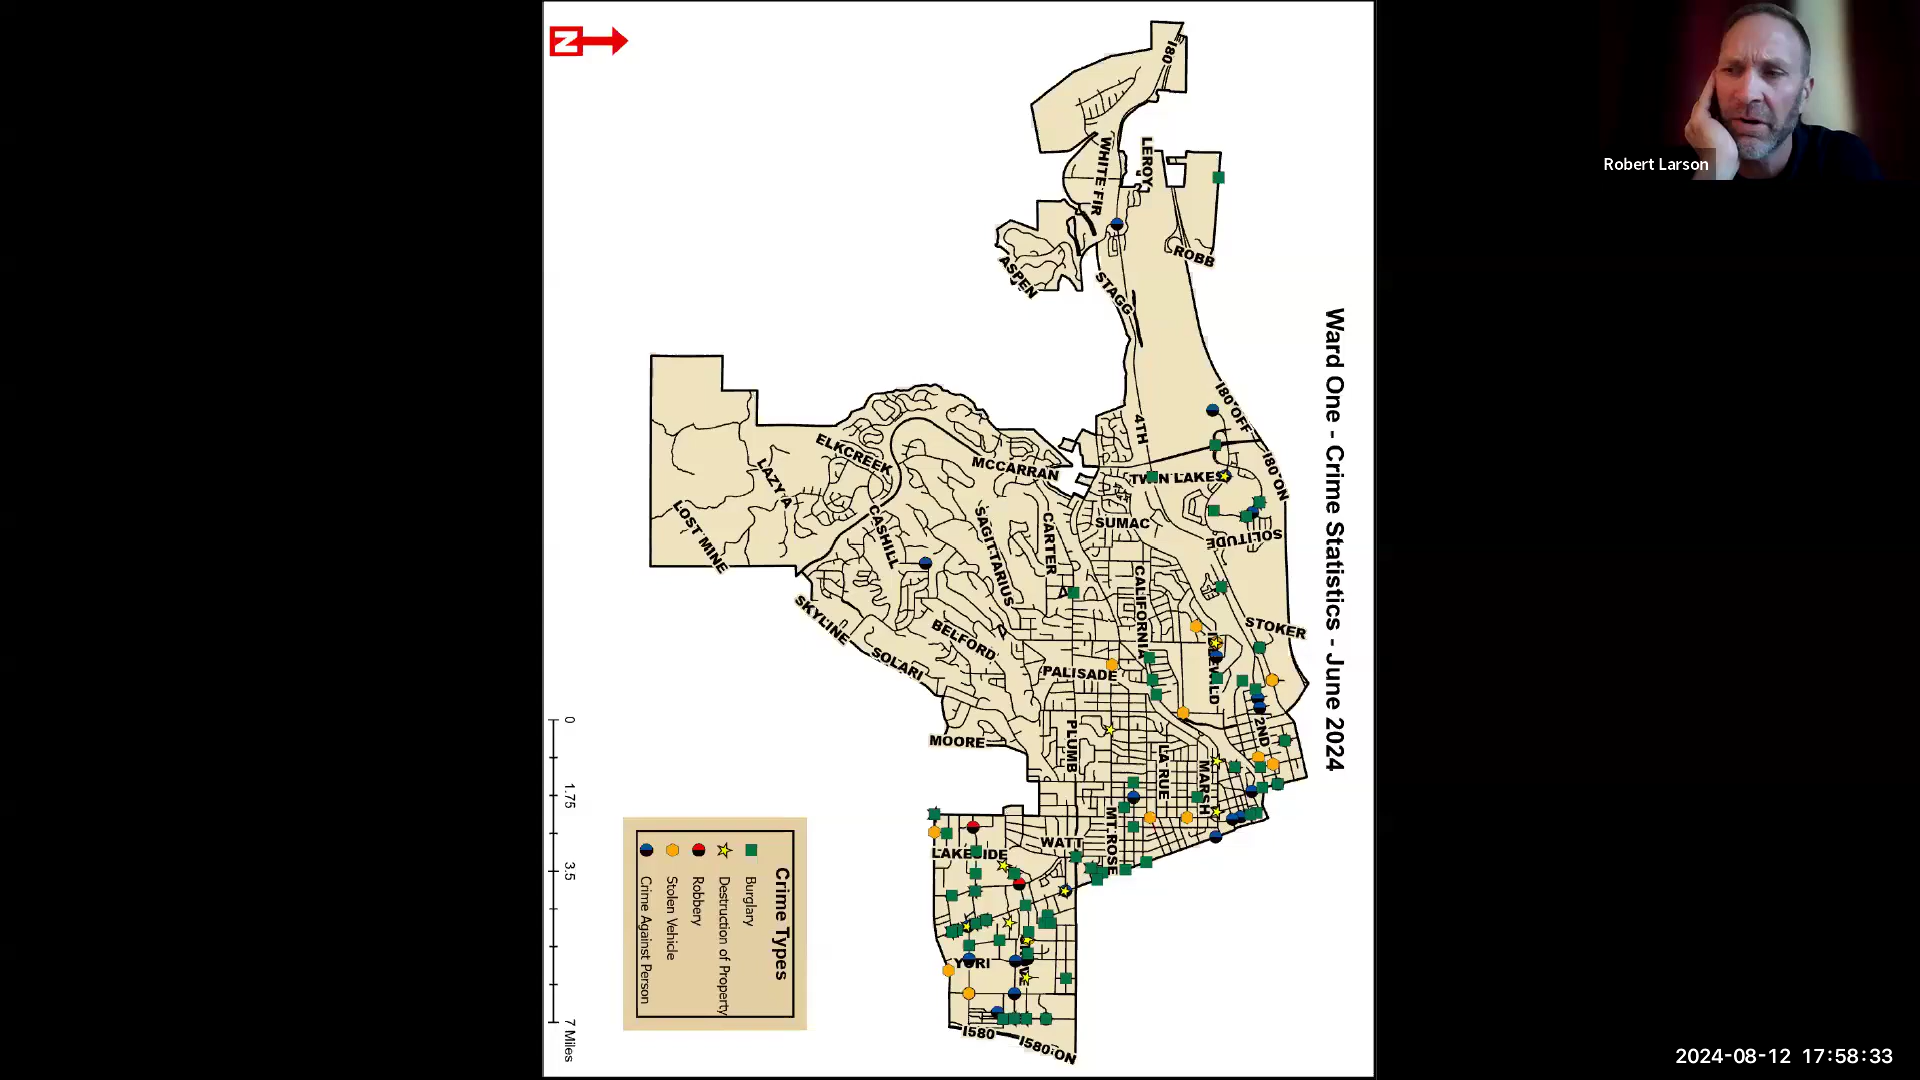 N
Ward One - Crime Statistics - June 2024
I80
LEROY
WHITE FIR
ROBB
ASPEN
STAGG
I80 OFF
I80 ON
4TH
TWIN LAKES
ELKCREEK
MCCARRAN
LAZY A
LOST MINE
CASHILL
SAGITTARIUS
CARTER
SUMAC
SOLITUDE
CALIFORNIA
STOKER
SKYLINE
BELFORD
SOLARI
PALISADE
2ND
MOORE
PLUMB
LA RUE
MARSH
MT ROSE
WATT
LAKESIDE
YORI
I580
I580 ON
Crime Types
Burglary
Destruction of Property
Robbery
Stolen Vehicle
Crime Against Person
0 1.75 3.5 7 Miles
Robert Larson
2024-08-12 17:58:33